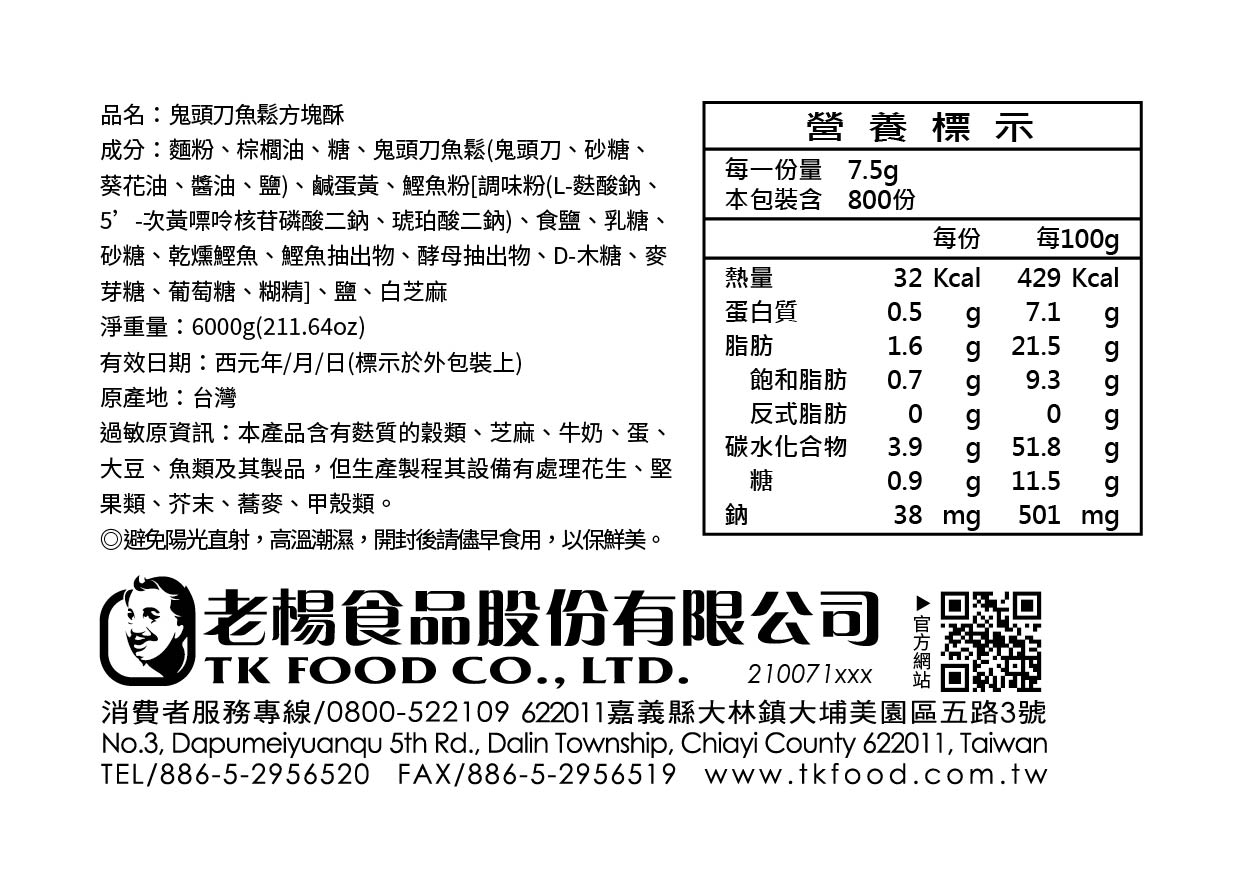 品名：鬼頭刀魚鬆方塊酥
成分：麵粉、棕櫚油、糖、鬼頭刀魚鬆(鬼頭刀、砂糖、
葵花油、醬油、鹽)、鹹蛋黃、鰹魚粉[調味粉(L-麩酸鈉、
5’-次黃嘌呤核苷磷酸二鈉、琥珀酸二鈉)、食鹽、乳糖、
砂糖、乾燻鰹魚、鰹魚抽出物、酵母抽出物、D-木糖、麥
芽糖、葡萄糖、糊精]、鹽、白芝麻
淨重量：6000g(211.64oz)
有效日期：西元年/月/日(標示於外包裝上)
原產地：台灣
過敏原資訊：本產品含有麩質的穀類、芝麻、牛奶、蛋、
大豆、魚類及其製品，但生產製程其設備有處理花生、堅
果類、芥末、蕎麥、甲殼類。
◎避免陽光直射，高溫潮濕，開封後請儘早食用，以保鮮美。
營養標示
每一份量 7.5g
本包裝含 800份
每份 每100g
熱量 32 Kcal 429 Kcal
蛋白質 0.5 g 7.1 g
脂肪 1.6 g 21.5 g
飽和脂肪 0.7 g 9.3 g
反式脂肪 0 g 0 g
碳水化合物 3.9 g 51.8 g
糖 0.9 g 11.5 g
鈉 38 mg 501 mg
老楊食品股份有限公司
TK FOOD CO., LTD. 210071xxx
▶官方網站
消費者服務專線/0800-522109 622011嘉義縣大林鎮大埔美園區五路3號
No.3, Dapumeiyuanqu 5th Rd., Dalin Township, Chiayi County 622011, Taiwan
TEL/886-5-2956520 FAX/886-5-2956519 www.tkfood.com.tw